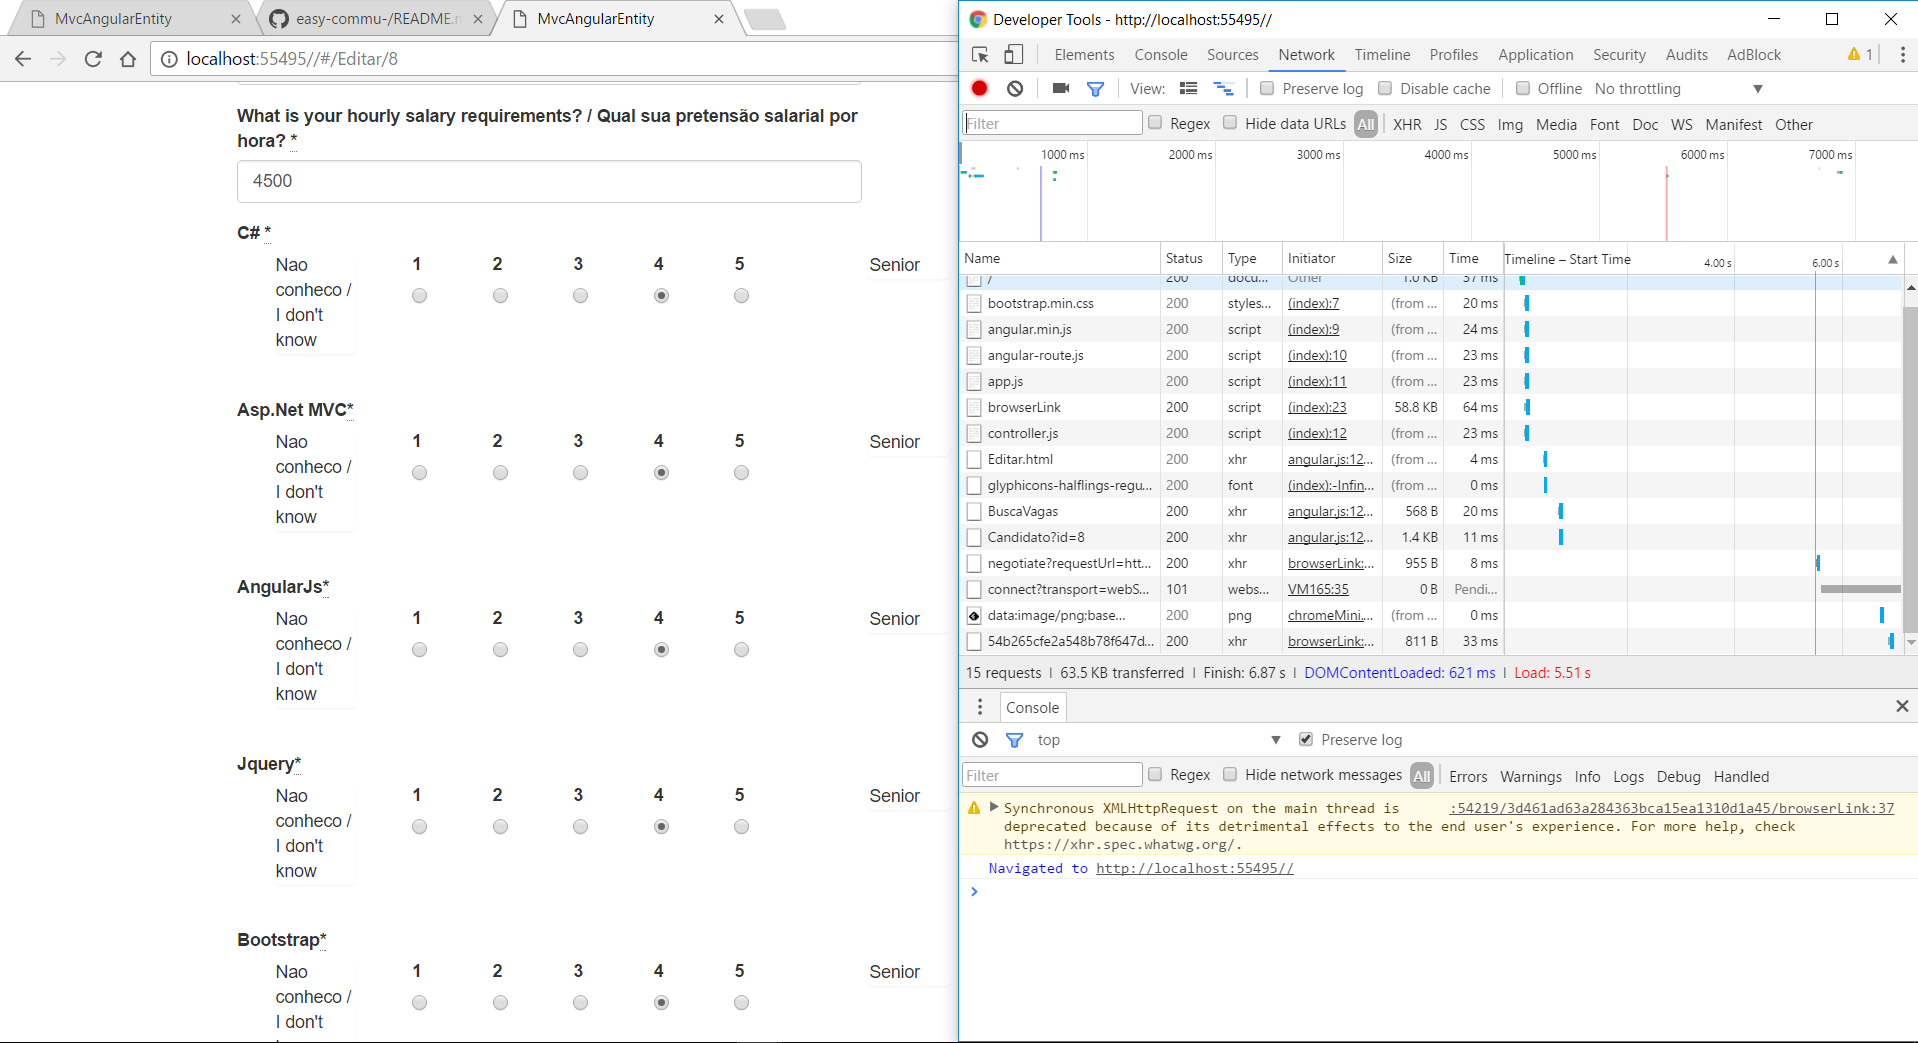 MvcAngularEntity
easy-commu-/README.
MvcAngularEntity
localhost:55495//#/Editar/8
What is your hourly salary requirements? / Qual sua pretensão salarial por
hora? *
4500
C# *
Nao 1 2 3 4 5 Senior
conheco /
I don't
know
Asp.Net MVC*
Nao 1 2 3 4 5 Senior
conheco /
I don't
know
AngularJs*
Nao 1 2 3 4 5 Senior
conheco /
I don't
know
Jquery*
Nao 1 2 3 4 5 Senior
conheco /
I don't
know
Bootstrap*
Nao 1 2 3 4 5 Senior
conheco /
I don't
Developer Tools - http://localhost:55495//
Elements Console Sources Network Timeline Profiles Application Security Audits AdBlock 1
View: Preserve log Disable cache Offline No throttling
Filter Regex Hide data URLs All XHR JS CSS Img Media Font Doc WS Manifest Other
1000 ms 2000 ms 3000 ms 4000 ms 5000 ms 6000 ms 7000 ms
Name Status Type Initiator Size Time Timeline – Start Time 4.00 s 6.00 s
/ 200 docu... Other 1.0 KB 37 ms
bootstrap.min.css 200 styles... (index):7 (from ... 20 ms
angular.min.js 200 script (index):9 (from ... 24 ms
angular-route.js 200 script (index):10 (from ... 23 ms
app.js 200 script (index):11 (from ... 23 ms
browserLink 200 script (index):23 58.8 KB 64 ms
controller.js 200 script (index):12 (from ... 23 ms
Editar.html 200 xhr angular.js:12... (from ... 4 ms
glyphicons-halflings-regu... 200 font (index):-Infin... (from ... 0 ms
BuscaVagas 200 xhr angular.js:12... 568 B 20 ms
Candidato?id=8 200 xhr angular.js:12... 1.4 KB 11 ms
negotiate?requestUrl=htt... 200 xhr browserLink:... 955 B 8 ms
connect?transport=webS... 101 webs... VM165:35 0 B Pendi...
data:image/png;base... 200 png chromeMini... (from ... 0 ms
54b265cfe2a548b78f647d... 200 xhr browserLink:... 811 B 33 ms
15 requests | 63.5 KB transferred | Finish: 6.87 s | DOMContentLoaded: 621 ms | Load: 5.51 s
Console
top Preserve log
Filter Regex Hide network messages All Errors Warnings Info Logs Debug Handled
Synchronous XMLHttpRequest on the main thread is :54219/3d461ad63a284363bca15ea1310d1a45/browserLink:37
deprecated because of its detrimental effects to the end user's experience. For more help, check
https://xhr.spec.whatwg.org/.
Navigated to http://localhost:55495//